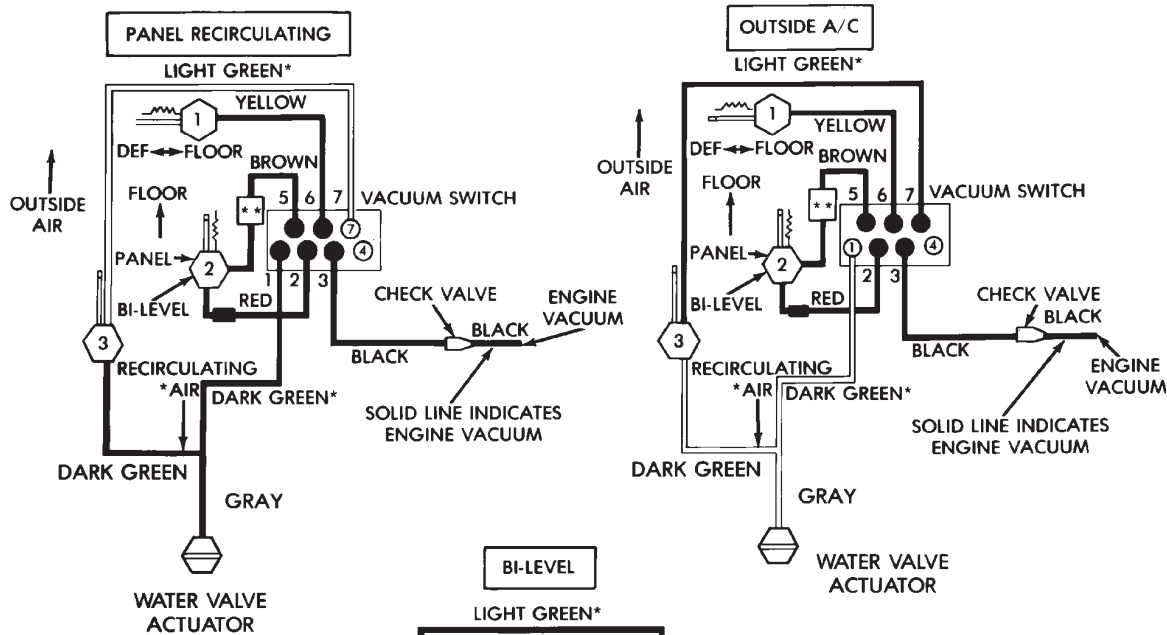 PANEL RECIRCULATING
LIGHT GREEN*
YELLOW
1
DEF FLOOR
BROWN
OUTSIDE
AIR
FLOOR
**
5 6 7
VACUUM SWITCH
7
4
PANEL
2
BI-LEVEL
1 2 3
RED
CHECK VALVE
BLACK
ENGINE
VACUUM
BLACK
3
RECIRCULATING
*AIR
DARK GREEN*
SOLID LINE INDICATES
ENGINE VACUUM
DARK GREEN
GRAY
WATER VALVE
ACTUATOR
OUTSIDE A/C
LIGHT GREEN*
1
YELLOW
DEF FLOOR
BROWN
OUTSIDE
AIR
FLOOR
**
5 6 7
VACUUM SWITCH
1
4
PANEL
2
BI-LEVEL
2 3
RED
CHECK VALVE
BLACK
BLACK
ENGINE
VACUUM
3
RECIRCULATING
*AIR
DARK GREEN*
SOLID LINE INDICATES
ENGINE VACUUM
DARK GREEN
GRAY
WATER VALVE
ACTUATOR
BI-LEVEL
LIGHT GREEN*